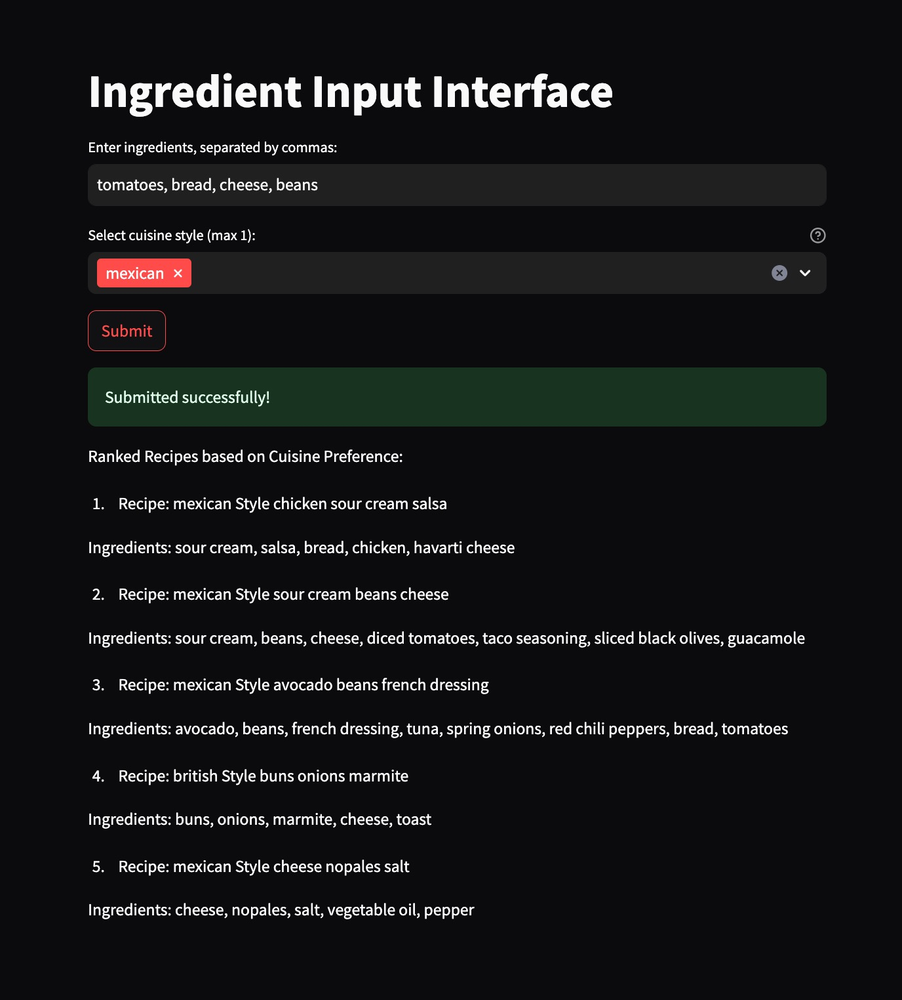 Ingredient Input Interface
Enter ingredients, separated by commas:
tomatoes, bread, cheese, beans
Select cuisine style (max 1):
mexican
Submit
Submitted successfully!
Ranked Recipes based on Cuisine Preference:
1. Recipe: mexican Style chicken sour cream salsa
Ingredients: sour cream, salsa, bread, chicken, havarti cheese
2. Recipe: mexican Style sour cream beans cheese
Ingredients: sour cream, beans, cheese, diced tomatoes, taco seasoning, sliced black olives, guacamole
3. Recipe: mexican Style avocado beans french dressing
Ingredients: avocado, beans, french dressing, tuna, spring onions, red chili peppers, bread, tomatoes
4. Recipe: british Style buns onions marmite
Ingredients: buns, onions, marmite, cheese, toast
5. Recipe: mexican Style cheese nopales salt
Ingredients: cheese, nopales, salt, vegetable oil, pepper